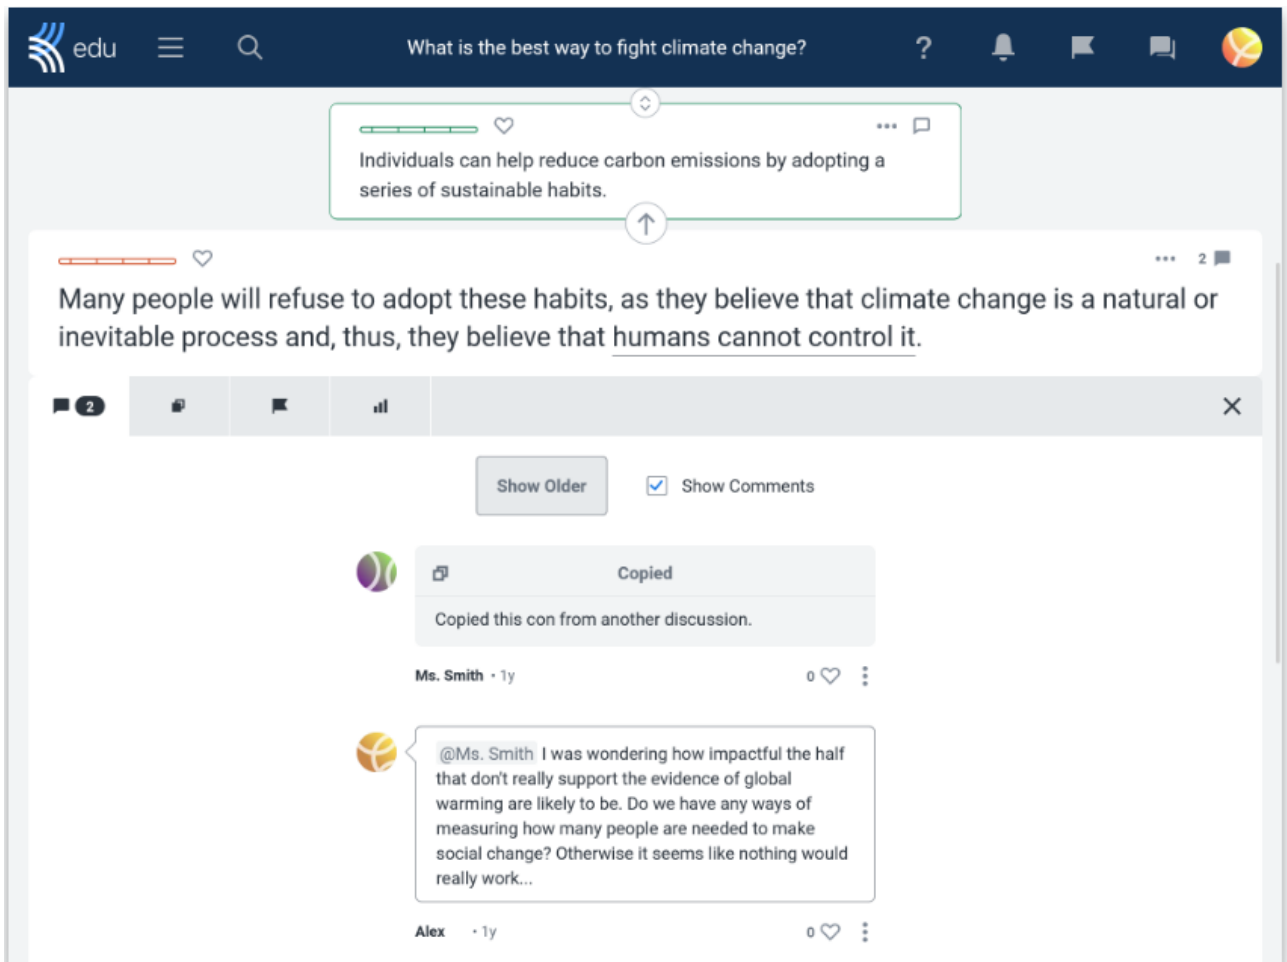 edu
What is the best way to fight climate change?
?
Individuals can help reduce carbon emissions by adopting a
series of sustainable habits.
2
Many people will refuse to adopt these habits, as they believe that climate change is a natural or
inevitable process and, thus, they believe that humans cannot control it.
2
Show Older
Show Comments
Copied
Copied this con from another discussion.
Ms. Smith • 1y
0
@Ms. Smith I was wondering how impactful the half
that don't really support the evidence of global
warming are likely to be. Do we have any ways of
measuring how many people are needed to make
social change? Otherwise it seems like nothing would
really work...
Alex • 1y
0